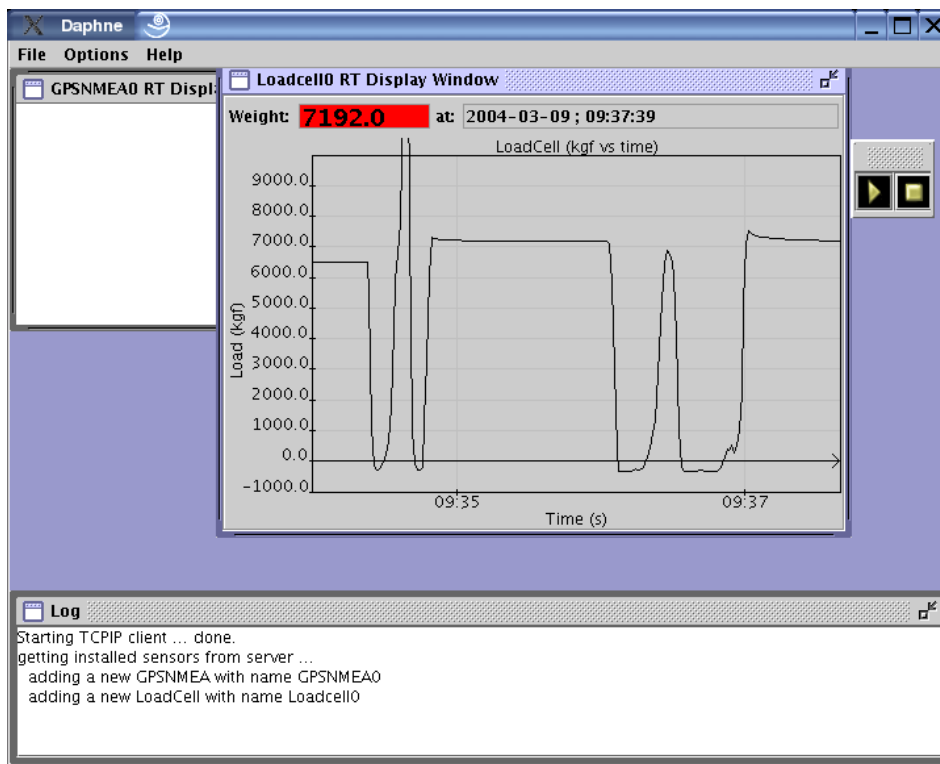 Daphne
File Options Help
GPSNMEA0 RT Displ
Loadcell0 RT Display Window
Weight: 7192.0 at: 2004-03-09 ; 09:37:39
LoadCell (kgf vs time)
9000.0
8000.0
7000.0
6000.0
5000.0
4000.0
3000.0
2000.0
1000.0
0.0
-1000.0
Load (kgf)
09:35 09:37
Time (s)
Log
Starting TCPIP client ... done.
getting installed sensors from server ...
adding a new GPSNMEA with name GPSNMEA0
adding a new LoadCell with name Loadcell0